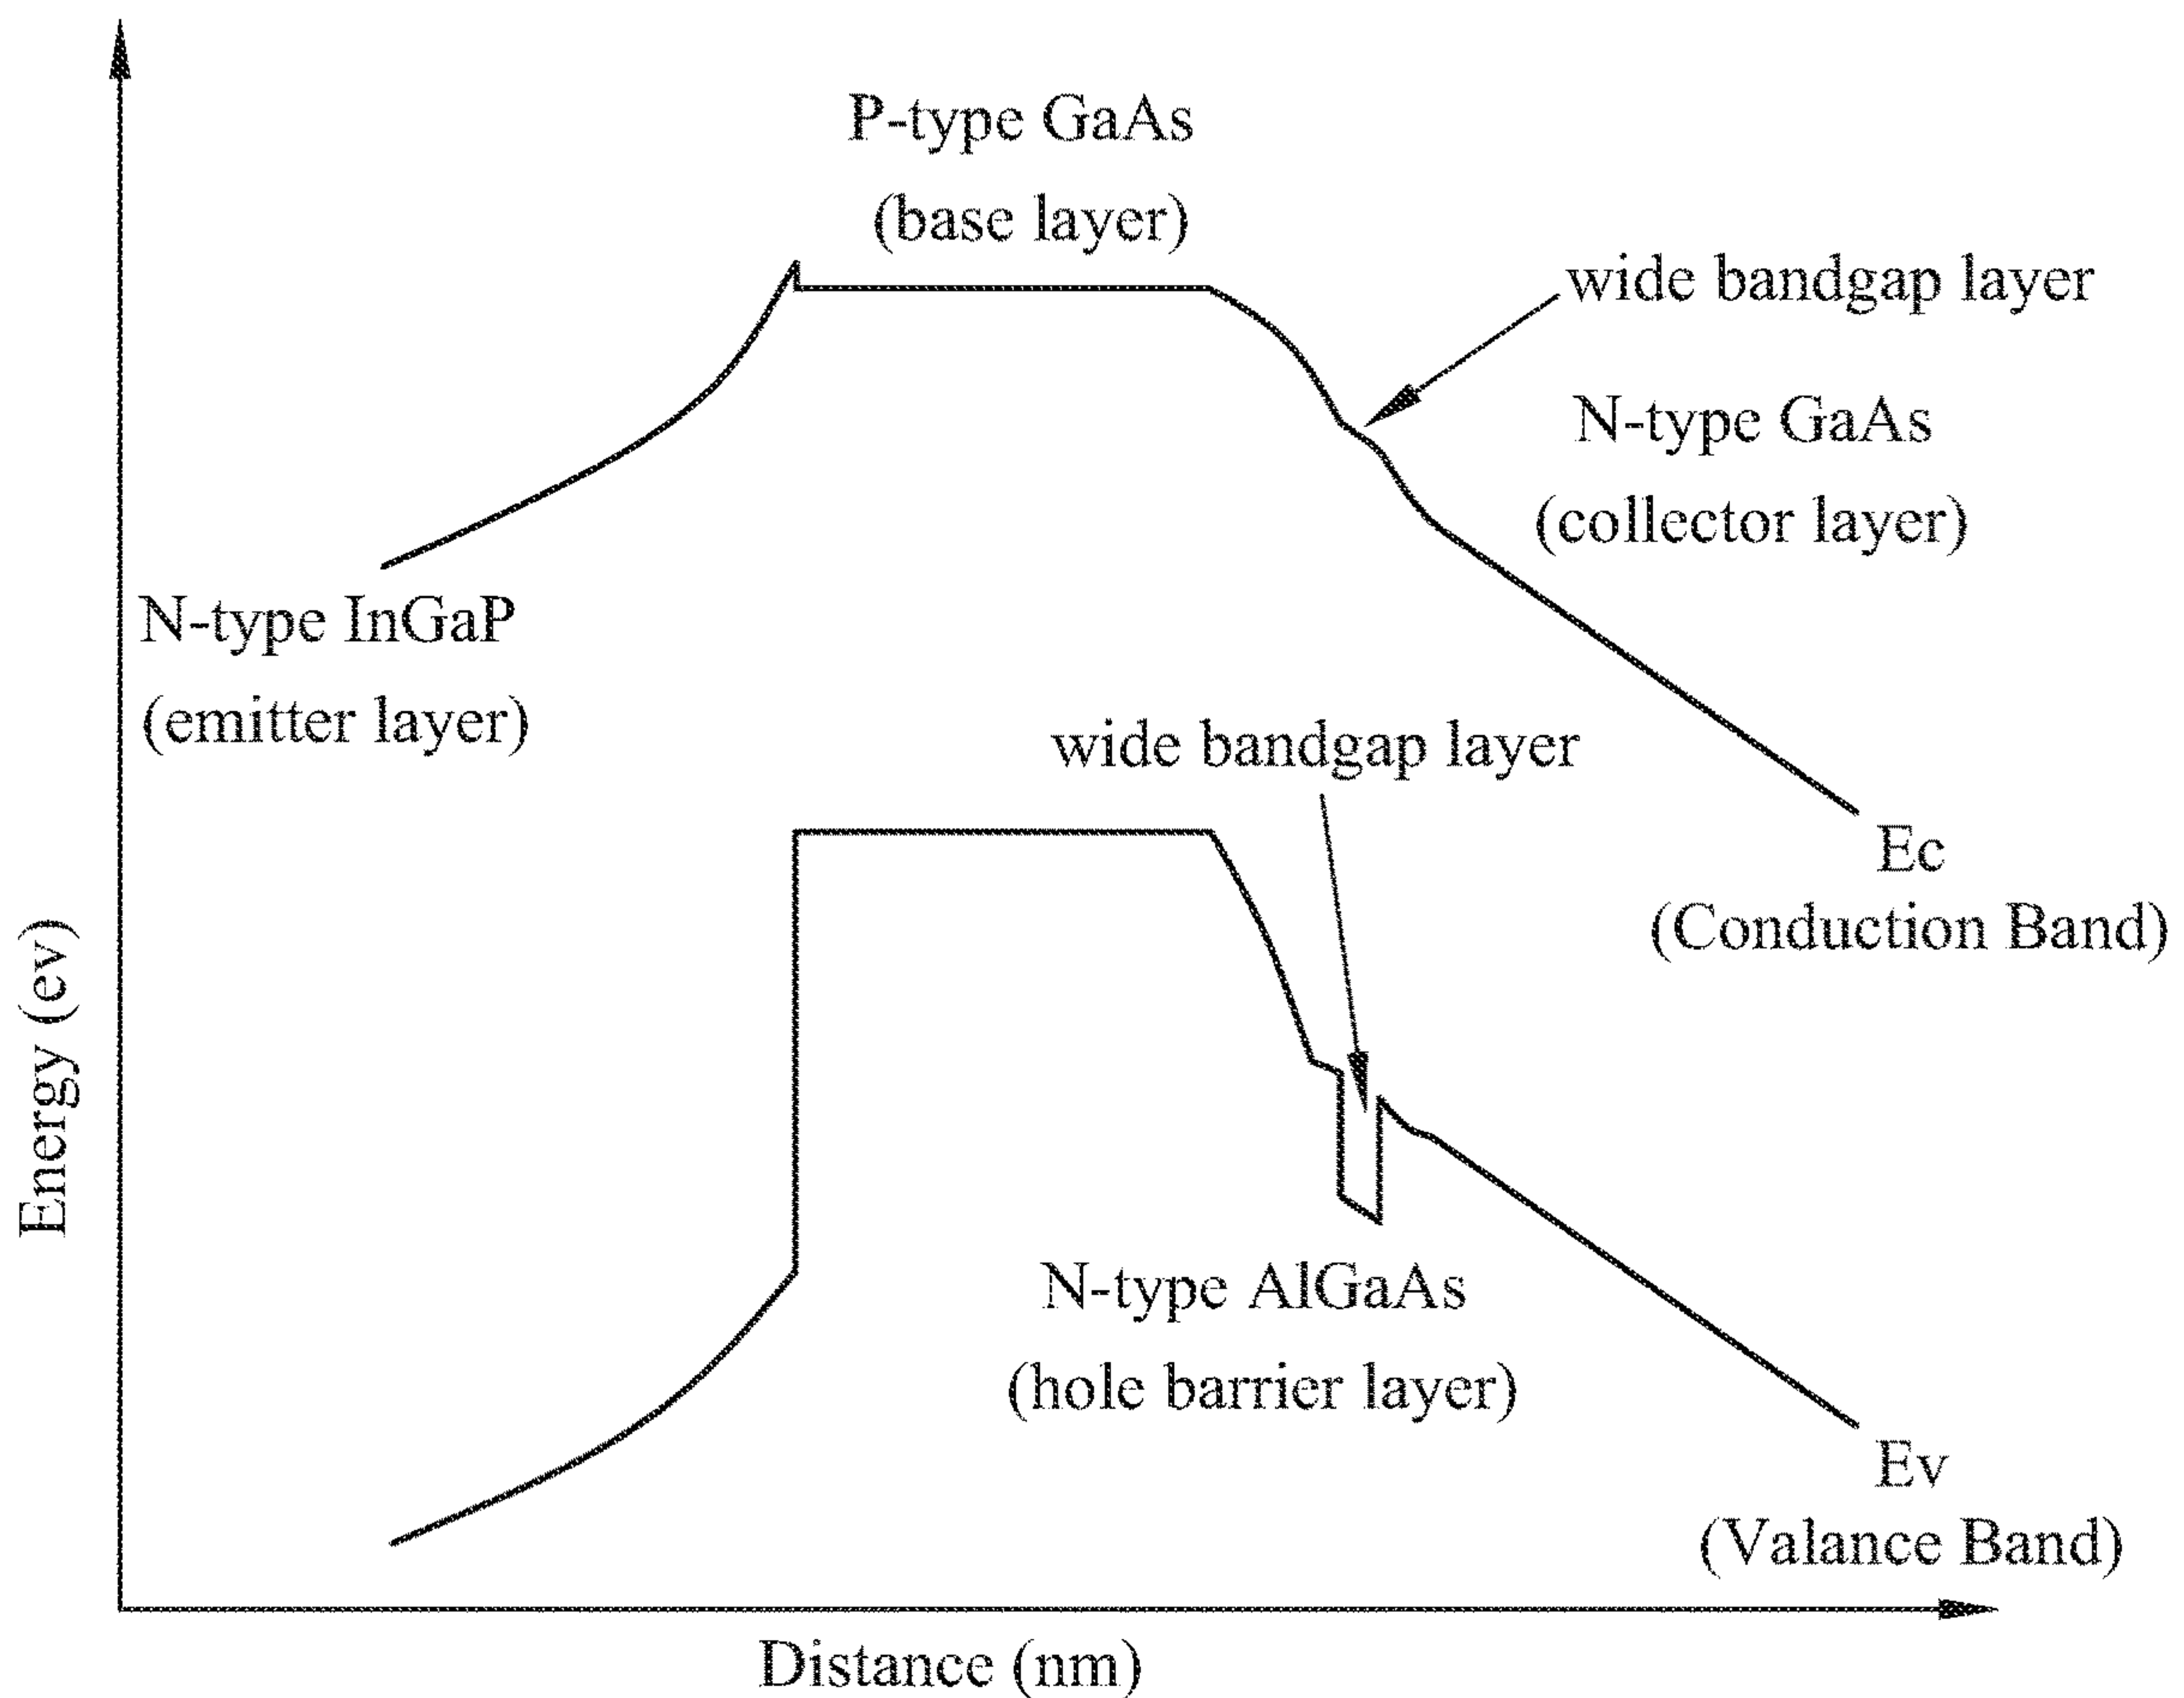 P-type GaAs
(base layer)
wide bandgap layer
N-type GaAs
(collector layer)
N-type InGaP
(emitter layer)
wide bandgap layer
Ec
(Conduction Band)
Energy (ev)
N-type AlGaAs
(hole barrier layer)
Ev
(Valance Band)
Distance (nm)